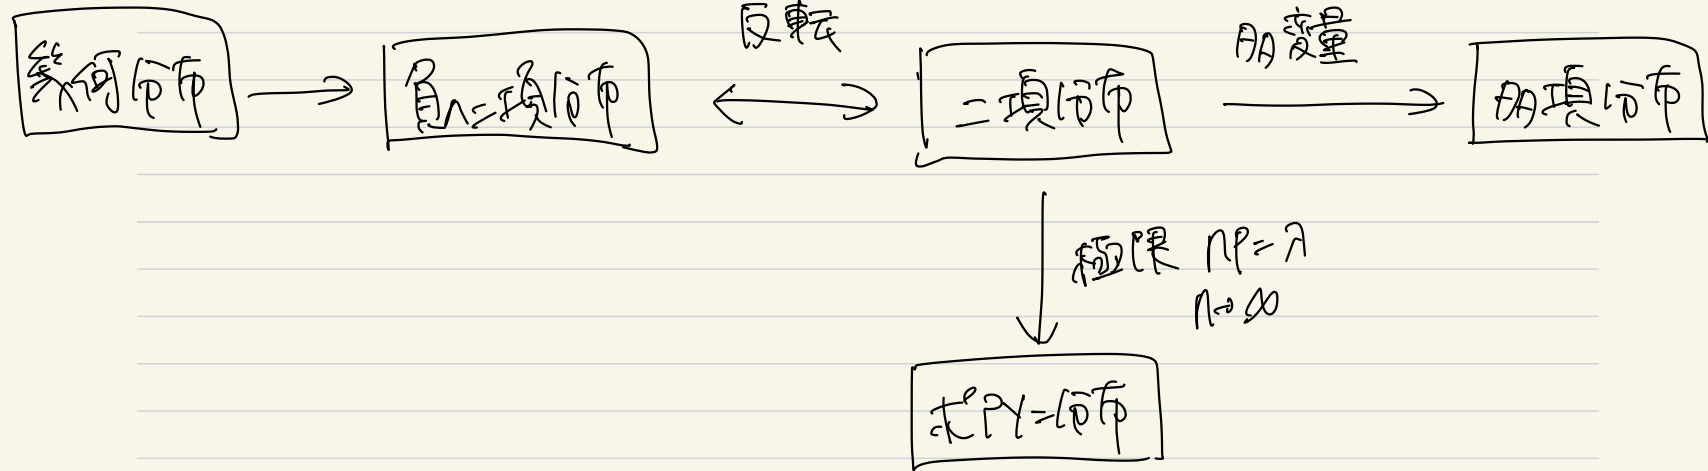 幾何分布
負の二項分布
反転
二項分布
多変量
多項分布
極限 np=λ
n→∞
ポアソン分布